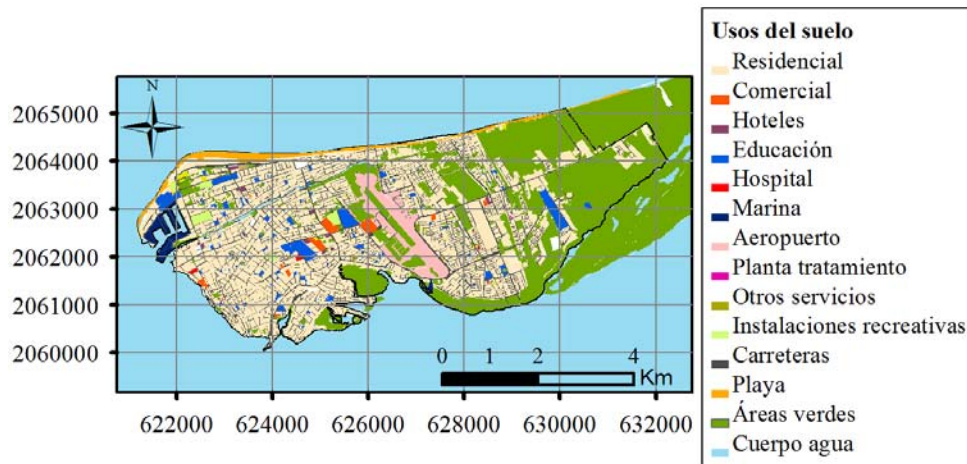 Usos del suelo
Residencial
Comercial
Hoteles
Educación
Hospital
Marina
Aeropuerto
Planta tratamiento
Otros servicios
Instalaciones recreativas
Carreteras
Playa
Áreas verdes
Cuerpo agua
N
2065000
2064000
2063000
2062000
2061000
2060000
0 1 2 4
Km
622000 624000 626000 628000 630000 632000